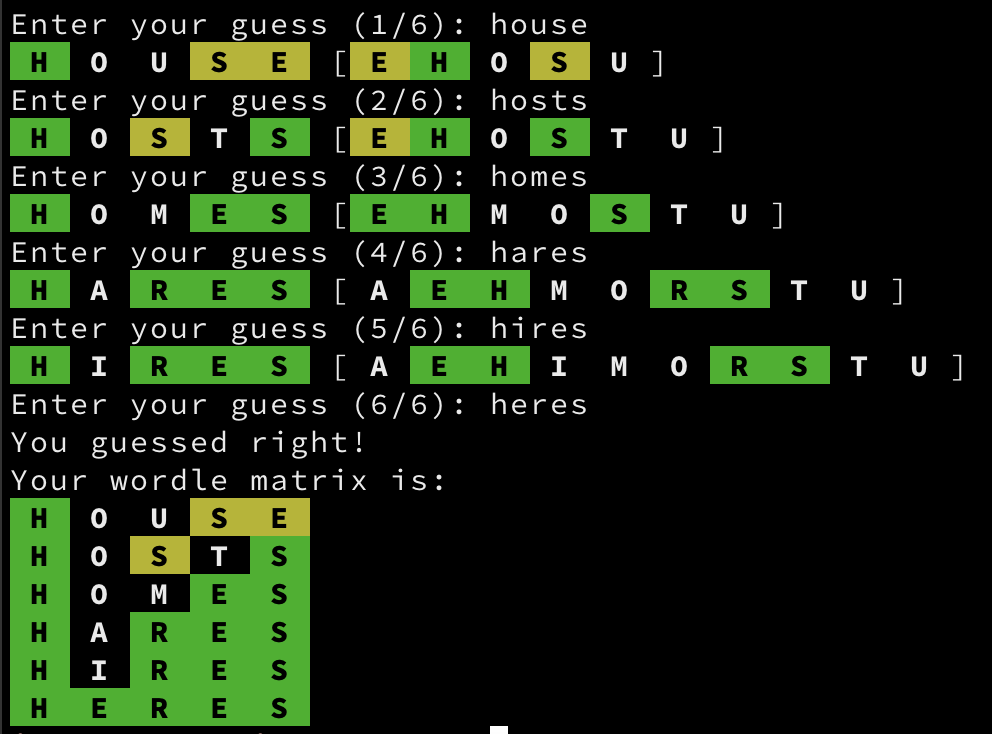 Enter your guess (1/6): house
H O U S E [ E H O S U ]
Enter your guess (2/6): hosts
H O S T S [ E H O S T U ]
Enter your guess (3/6): homes
H O M E S [ E H M O S T U ]
Enter your guess (4/6): hares
H A R E S [ A E H M O R S T U ]
Enter your guess (5/6): hires
H I R E S [ A E H I M O R S T U ]
Enter your guess (6/6): heres
You guessed right!
Your wordle matrix is:
H O U S E
H O S T S
H O M E S
H A R E S
H I R E S
H E R E S